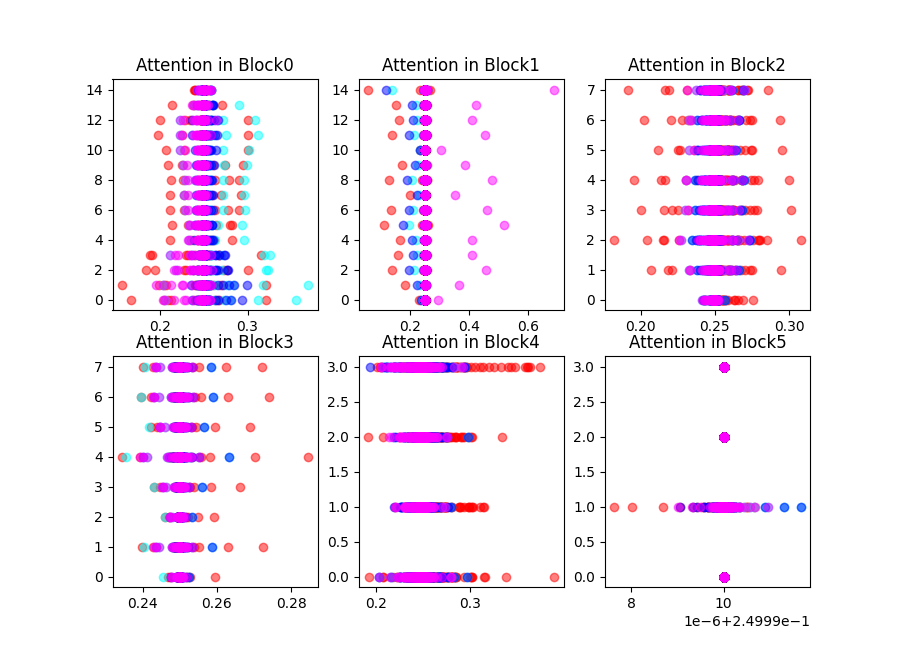 Attention in Block0 Attention in Block1 Attention in Block2
14 14 7
12 12 6
10 10 5
8 8 4
6 6 3
4 4 2
2 2 1
0 0 0
0.2 0.3 0.2 0.4 0.6 0.20 0.25 0.30
Attention in Block3 Attention in Block4 Attention in Block5
7 3.0 3.0
6 2.5 2.5
5 2.0 2.0
4 1.5 1.5
3 1.0 1.0
2 0.5 0.5
1 0.0 0.0
0
0.24 0.26 0.28 0.2 0.3 8 10
1e−6+2.4999e−1